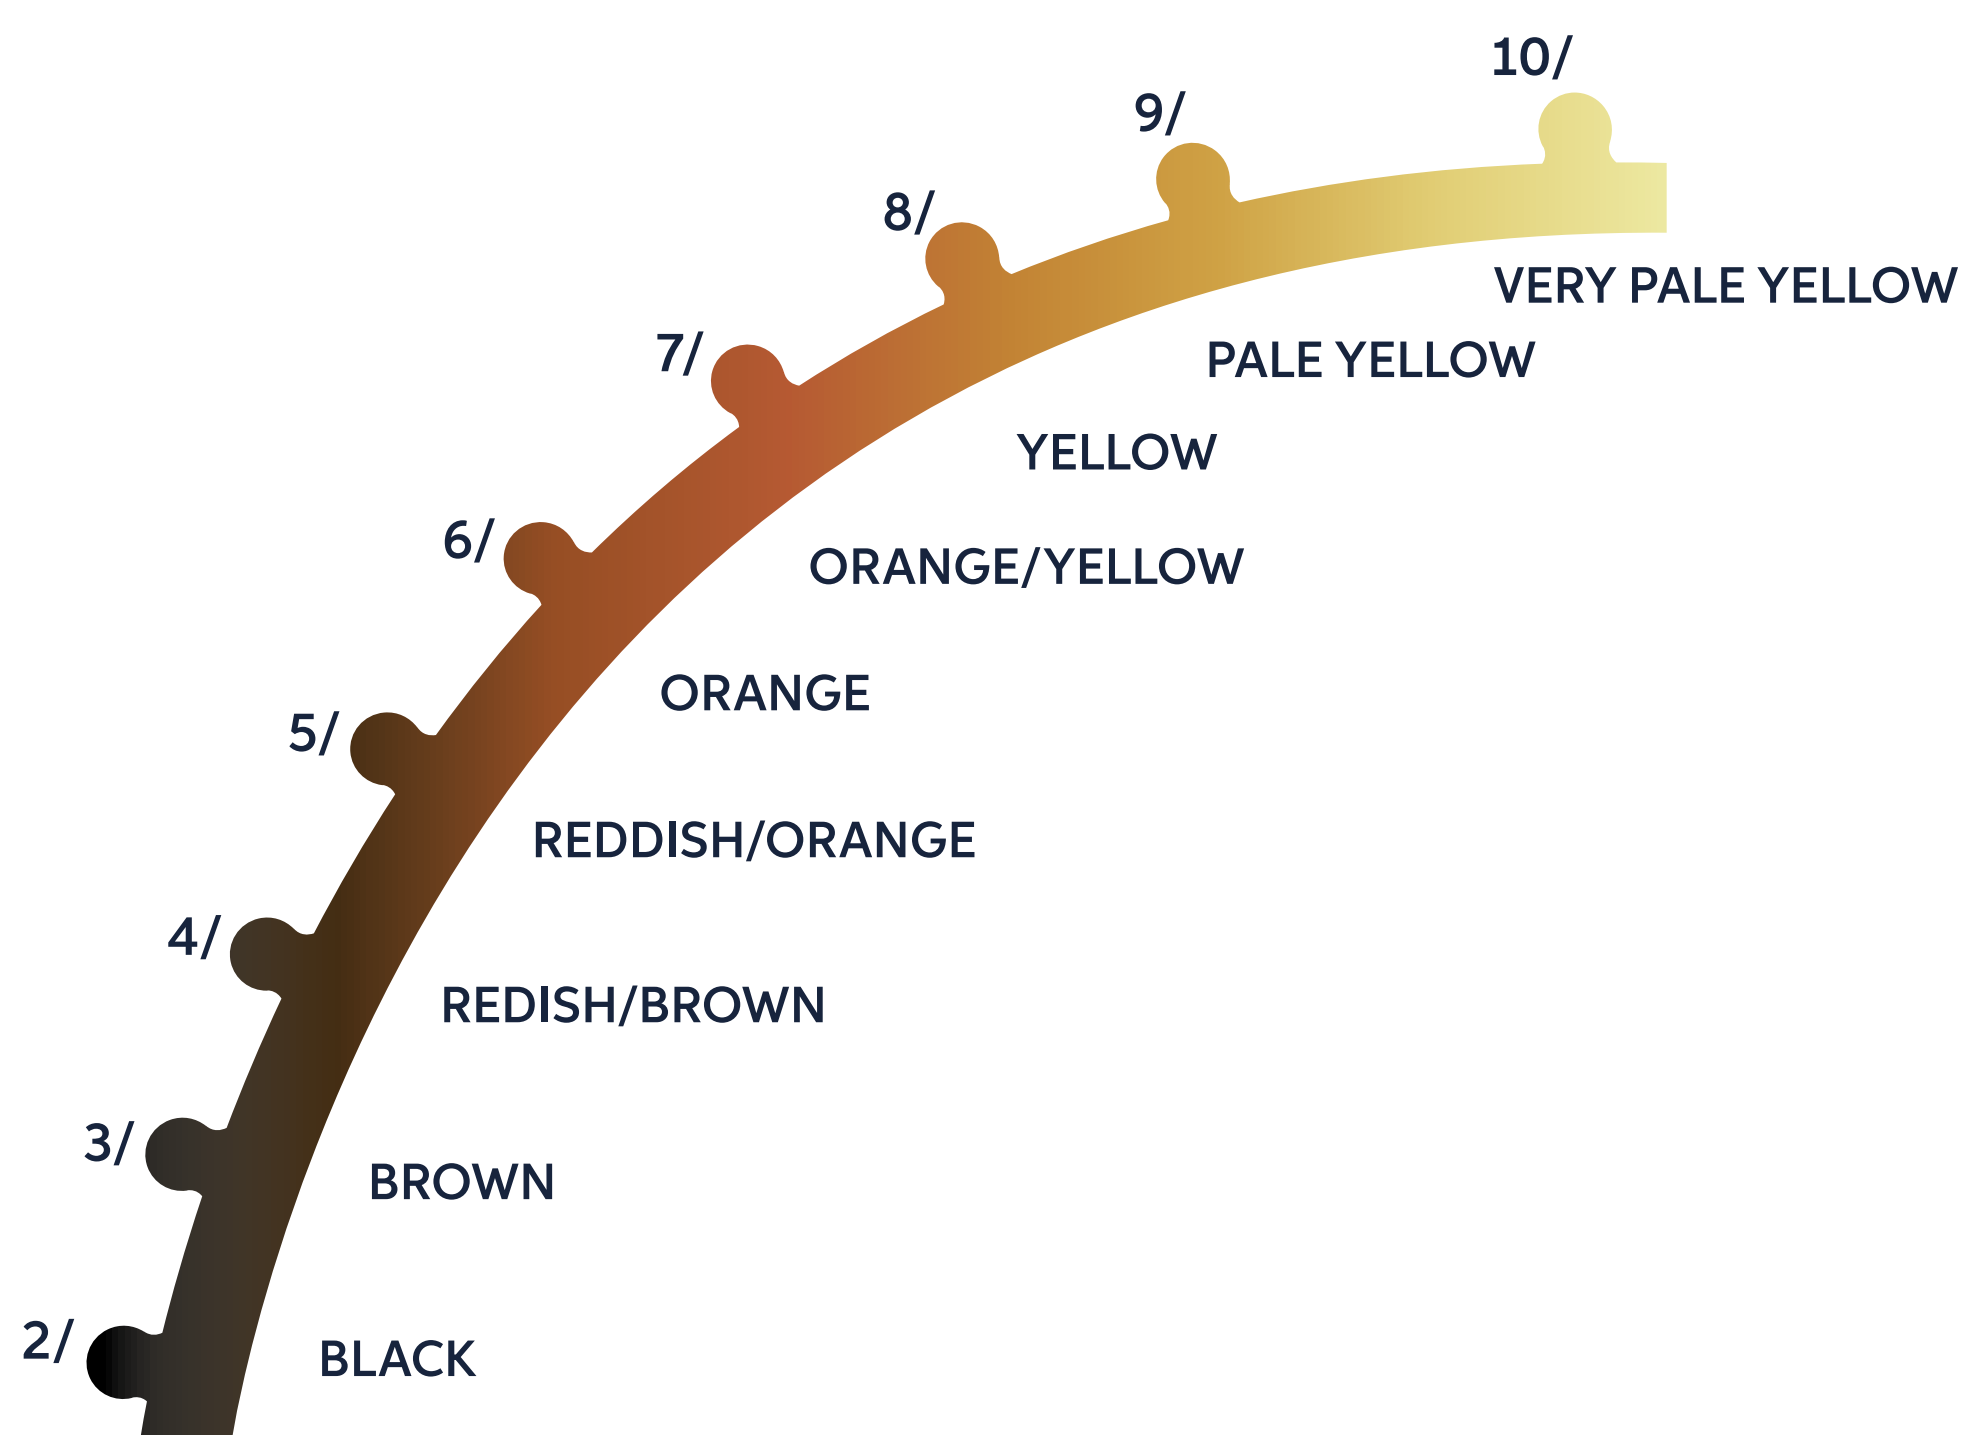 10/
9/
8/
VERY PALE YELLOW
7/
PALE YELLOW
YELLOW
6/
ORANGE/YELLOW
ORANGE
5/
REDDISH/ORANGE
4/
REDISH/BROWN
3/
BROWN
2/
BLACK